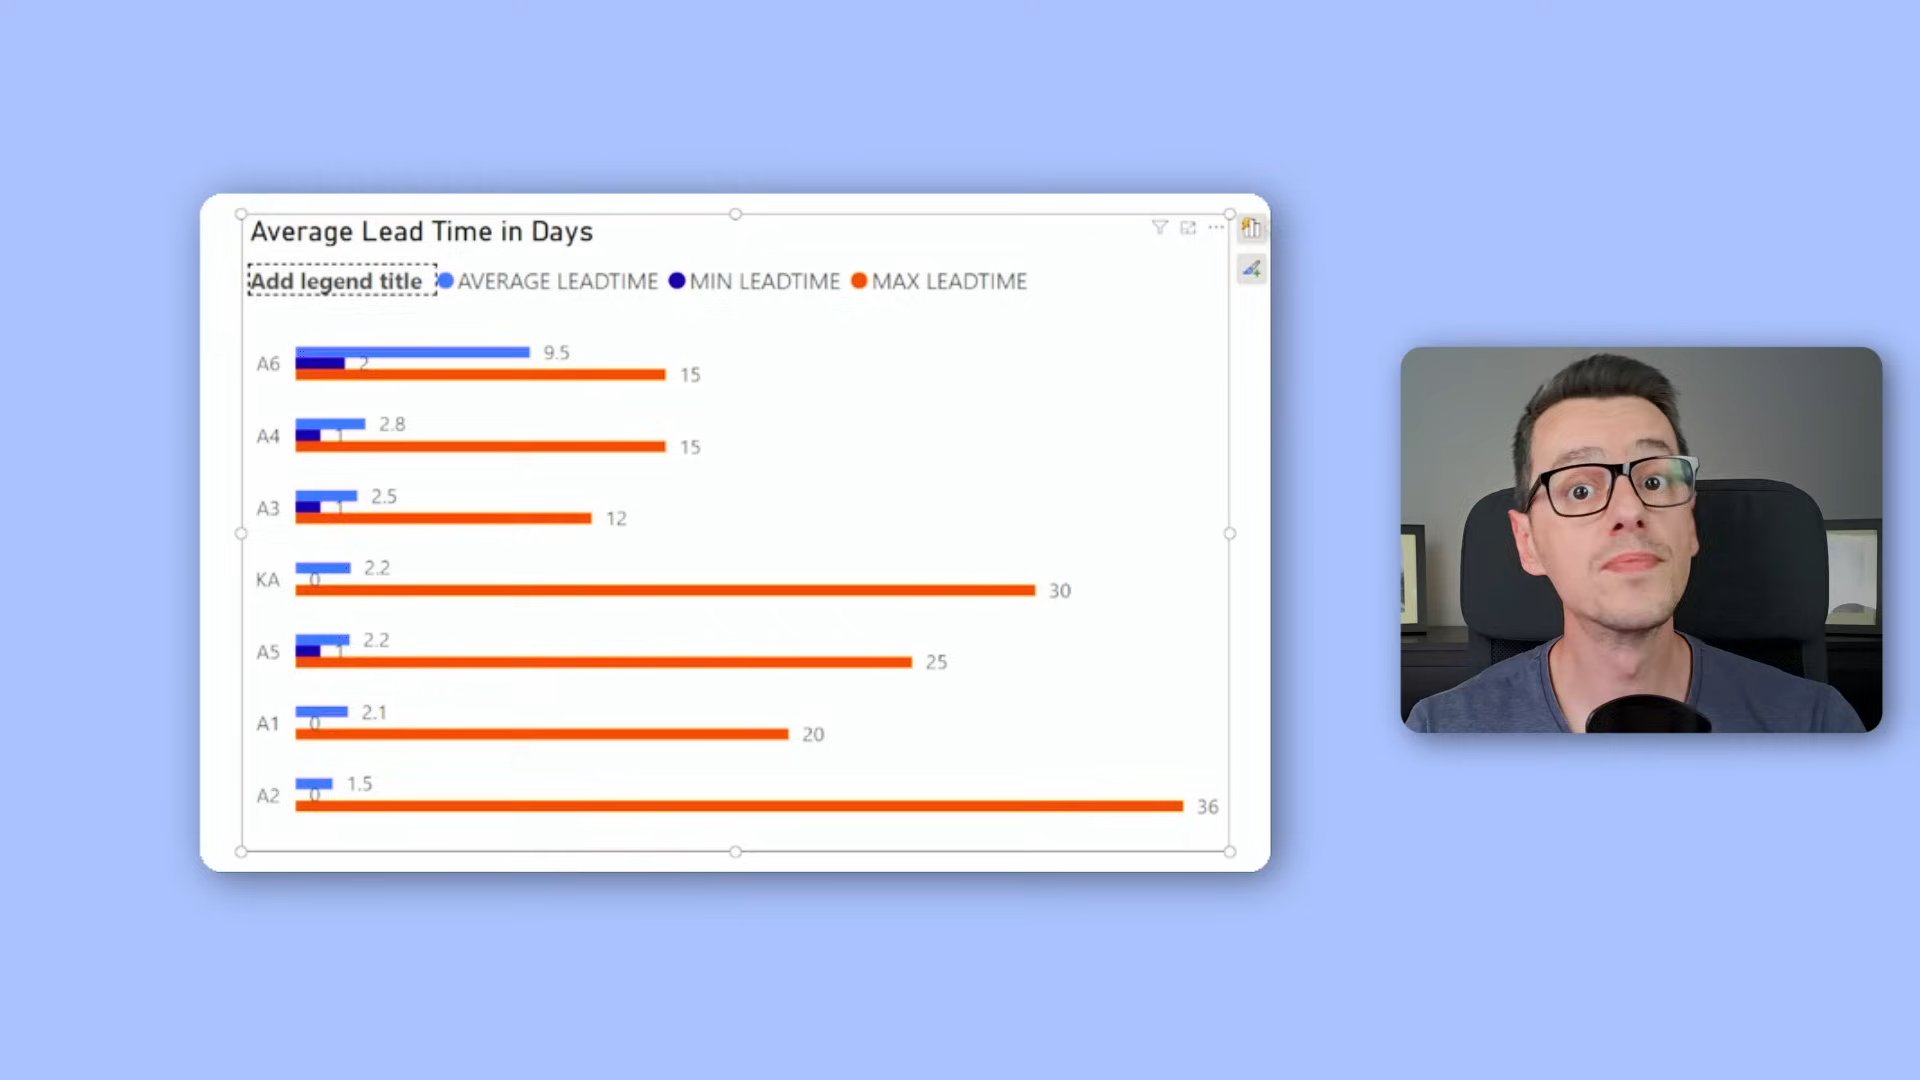 Average Lead Time in Days
Add legend title AVERAGE LEADTIME MIN LEADTIME MAX LEADTIME
9.5
A6 2
15
2.8
A4 1
15
2.5
A3 1
12
2.2
KA 0
30
2.2
A5 1
25
2.1
A1 0
20
1.5
A2 0
36